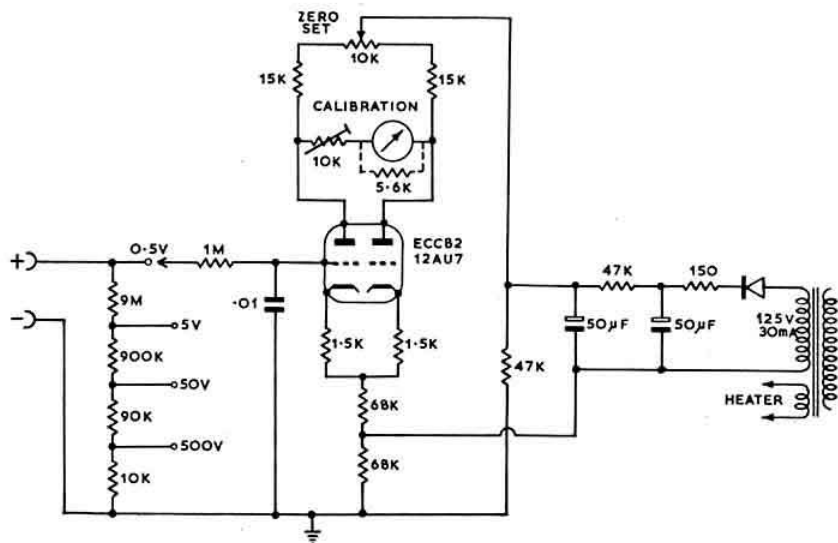 ZERO
SET
10K
15K
15K
CALIBRATION
10K
5·6K
ECC82
12AU7
+
0·5V
1M
47K
150
9M
·01
5V
50µF
50µF
125V
30mA
−
1·5K
1·5K
900K
47K
50V
68K
HEATER
90K
500V
68K
10K